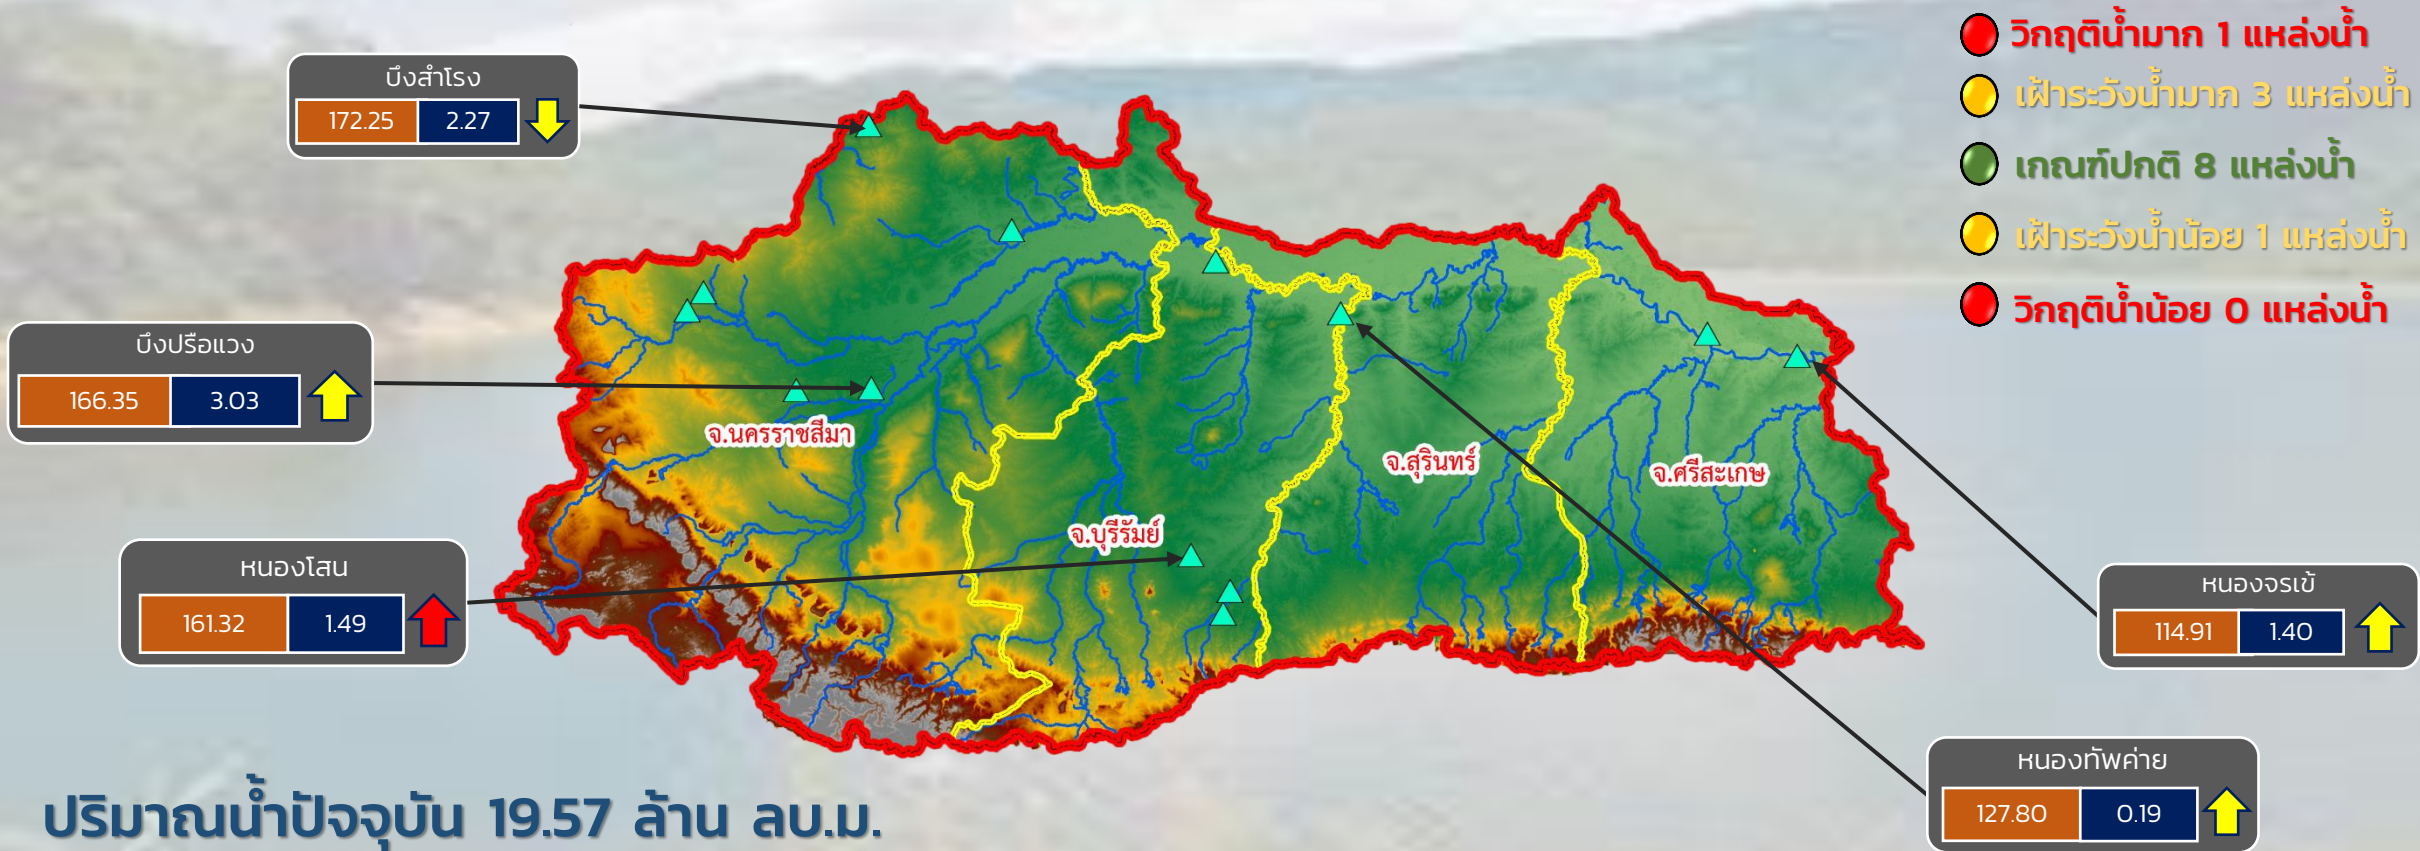 วิกฤติน้ำมาก 1 แหล่งน้ำ
เฝ้าระวังน้ำมาก 3 แหล่งน้ำ
เกณฑ์ปกติ 8 แหล่งน้ำ
เฝ้าระวังน้ำน้อย 1 แหล่งน้ำ
วิกฤติน้ำน้อย 0 แหล่งน้ำ
บึงสำโรง
172.25 2.27
บึงปรือแวง
166.35 3.03
หนองโสน
161.32 1.49
จ.นครราชสีมา
จ.บุรีรัมย์
จ.สุรินทร์
จ.ศรีสะเกษ
หนองจรเข้
114.91 1.40
หนองทัพค่าย
127.80 0.19
ปริมาณน้ำปัจจุบัน 19.57 ล้าน ลบ.ม.